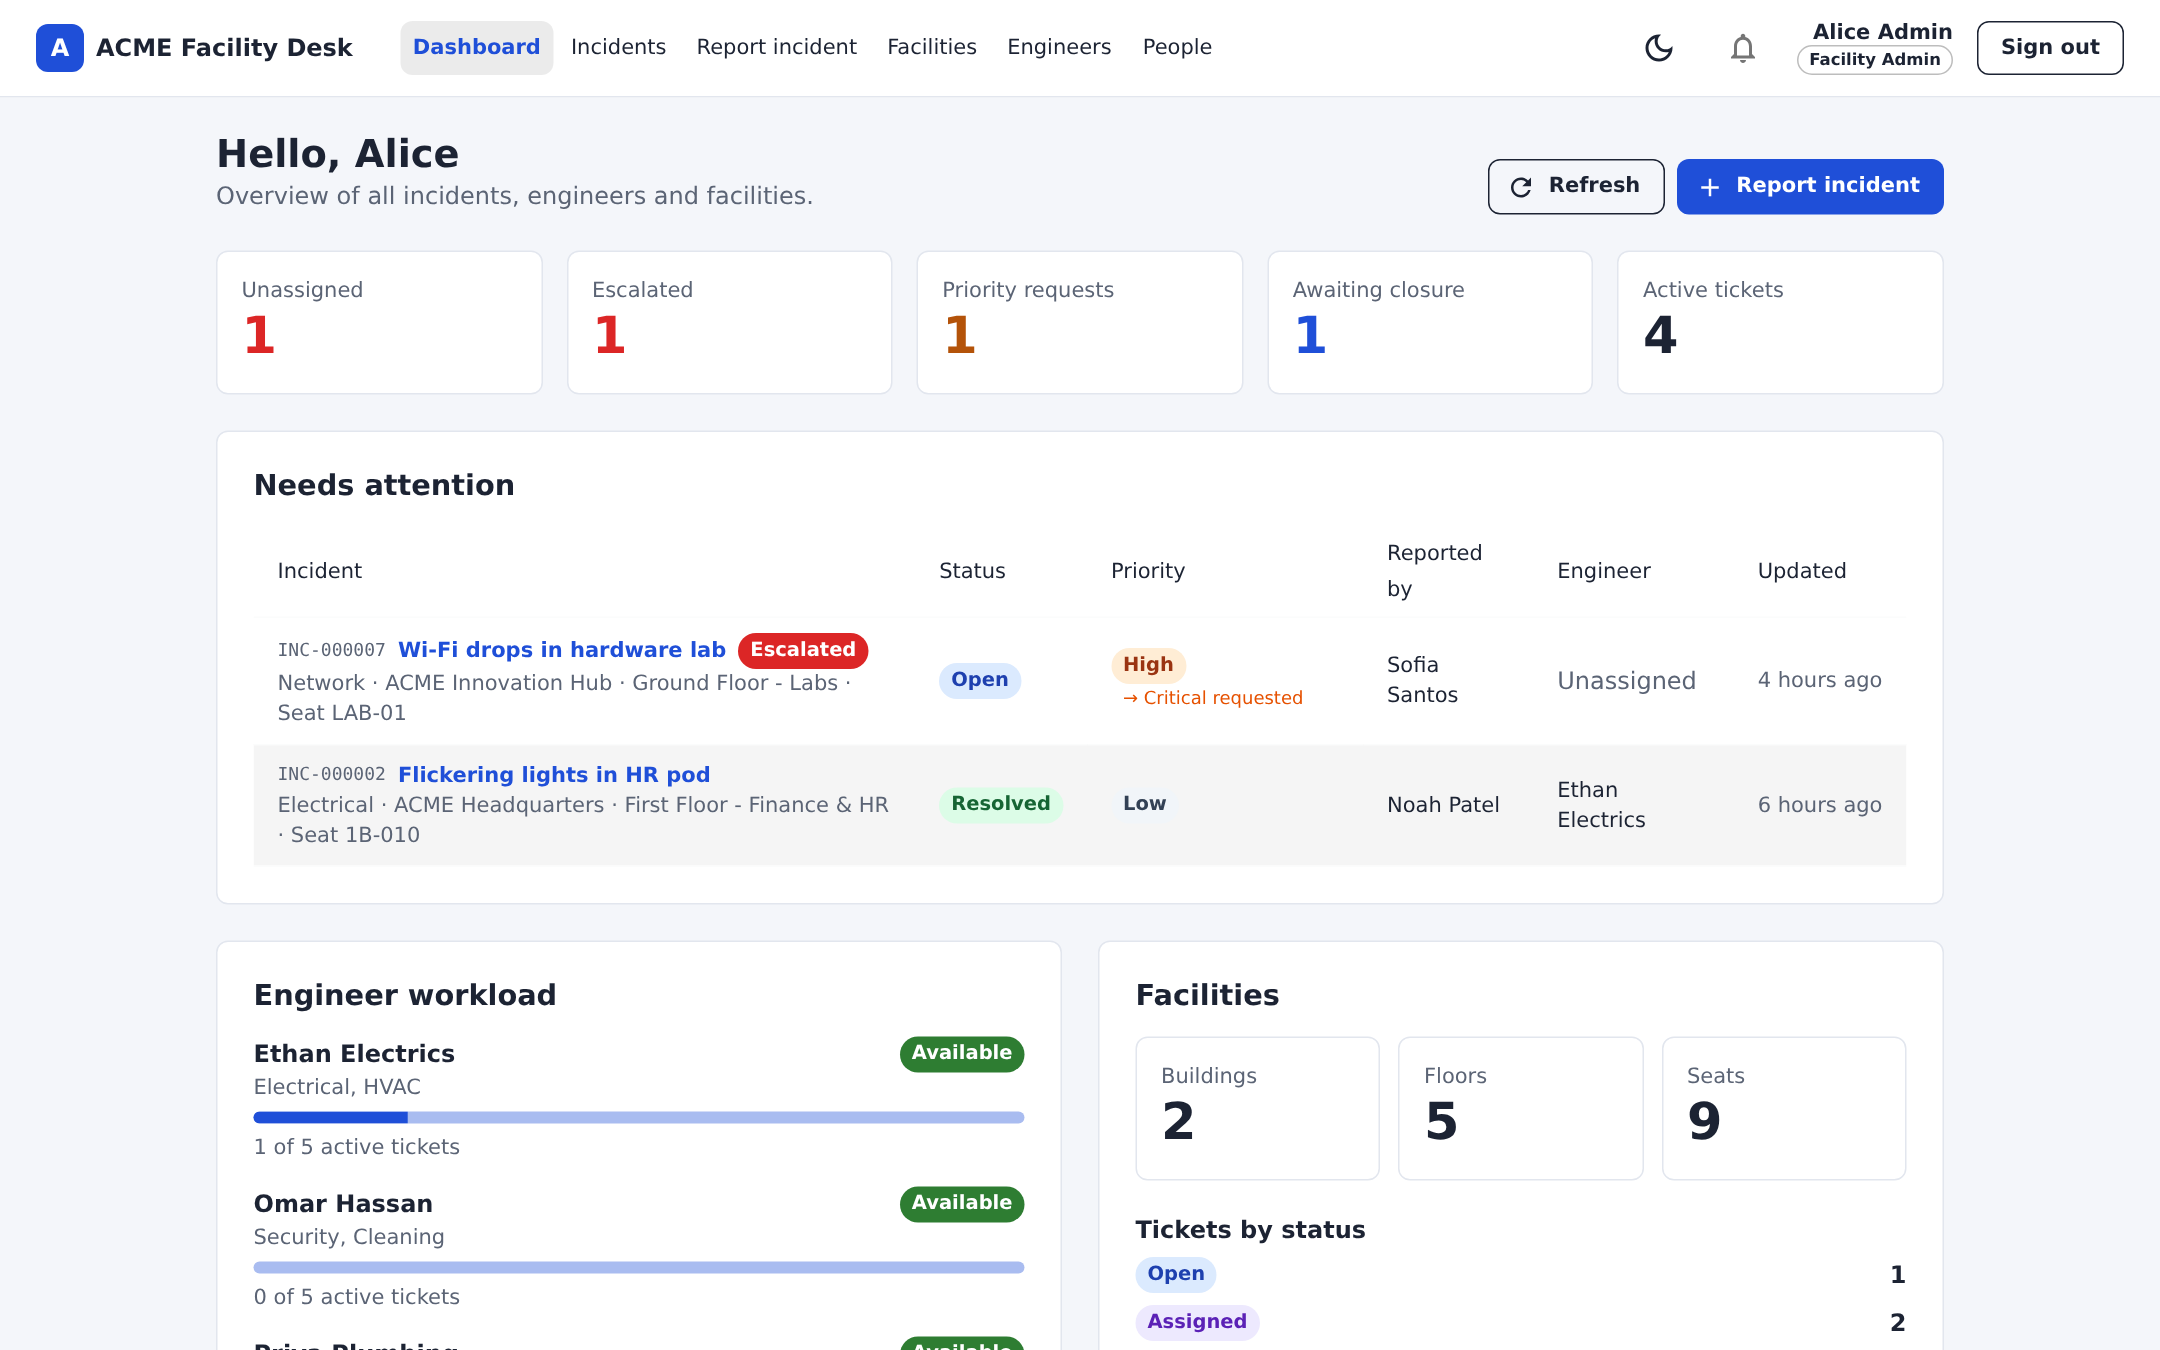 A ACME Facility Desk Dashboard Incidents Report incident Facilities Engineers People Alice Admin Facility Admin Sign out
Hello, Alice
Overview of all incidents, engineers and facilities.
Refresh + Report incident
Unassigned Escalated Priority requests Awaiting closure Active tickets
1 1 1 1 4
Needs attention
Incident Status Priority Reported by Engineer Updated
INC-000007 Wi-Fi drops in hardware lab Escalated
Network · ACME Innovation Hub · Ground Floor - Labs ·
Seat LAB-01
Open
High
→ Critical requested
Sofia
Santos
Unassigned
4 hours ago
INC-000002 Flickering lights in HR pod
Electrical · ACME Headquarters · First Floor - Finance & HR
· Seat 1B-010
Resolved
Low
Noah Patel
Ethan
Electrics
6 hours ago
Engineer workload
Ethan Electrics Available
Electrical, HVAC
1 of 5 active tickets
Omar Hassan Available
Security, Cleaning
0 of 5 active tickets
Priya Plumbing Available
Facilities
Buildings Floors Seats
2 5 9
Tickets by status
Open 1
Assigned 2